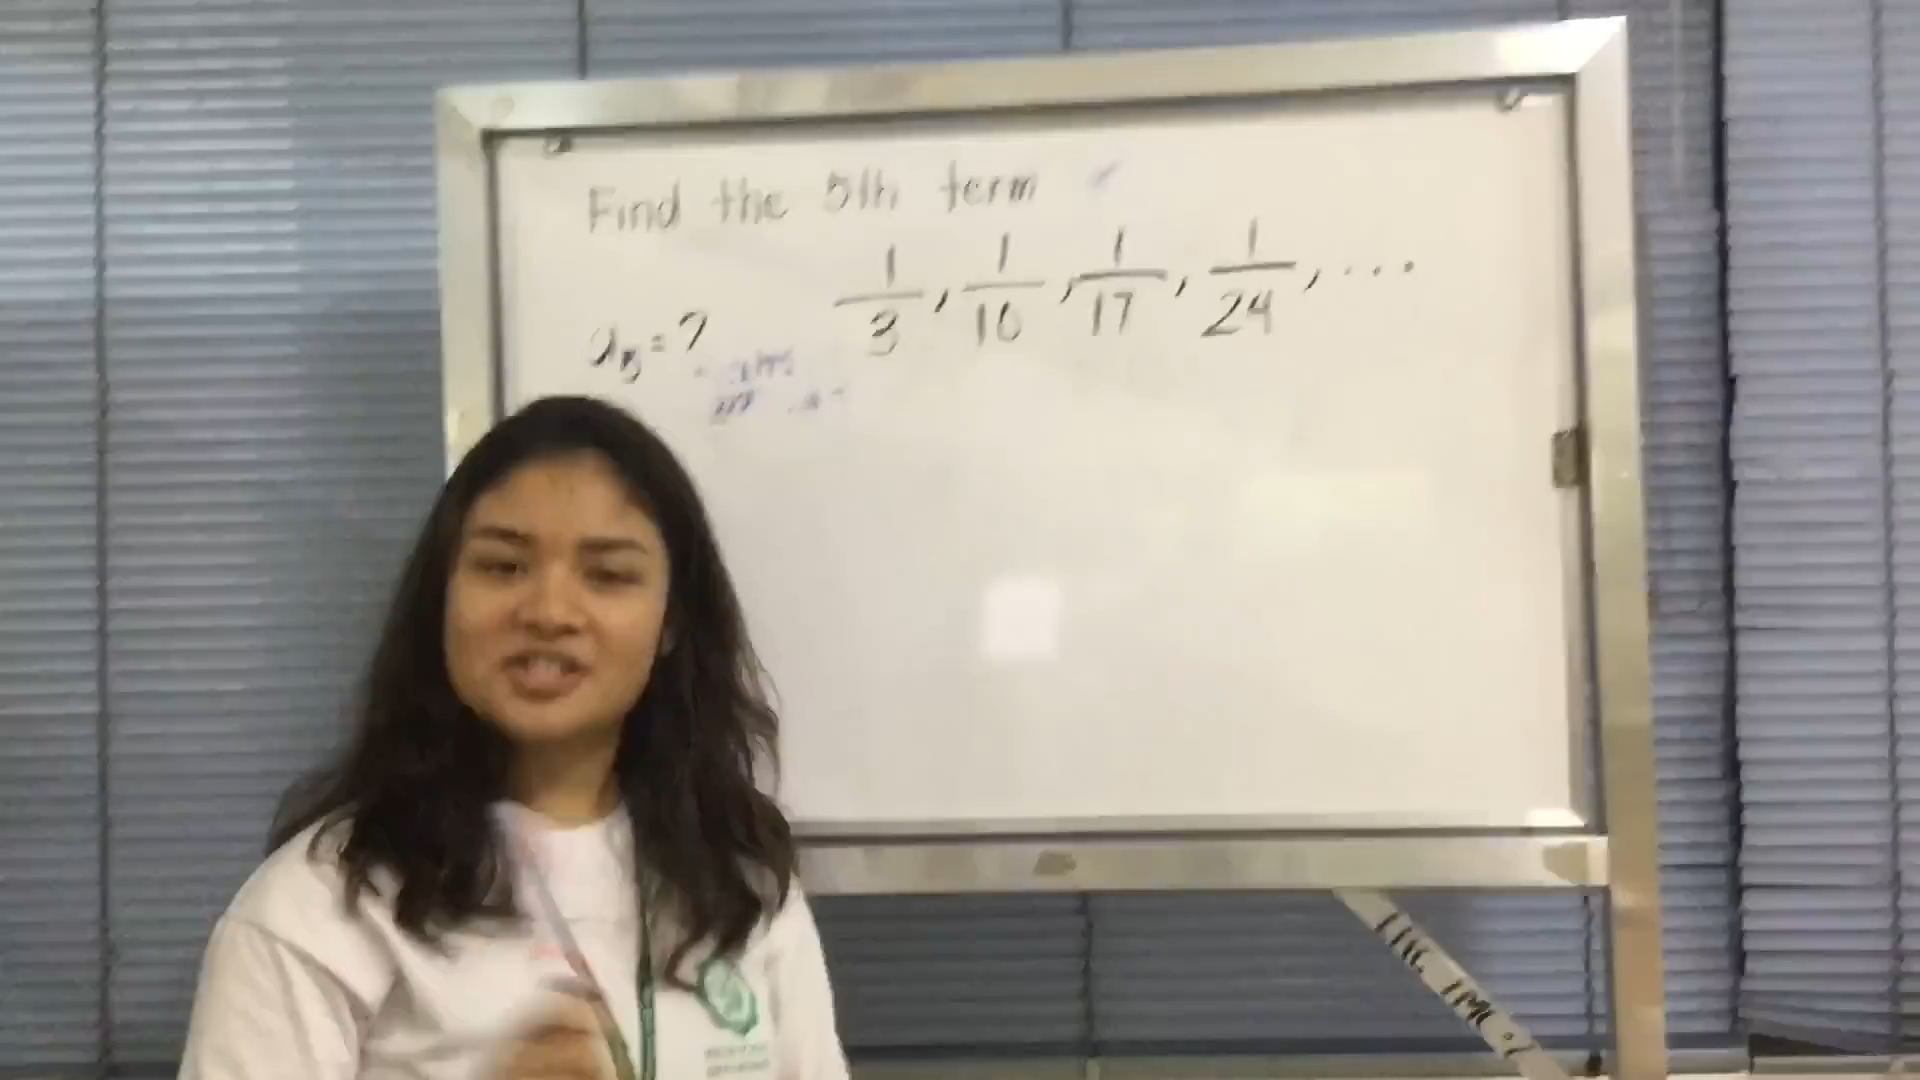 Find the 5th term
1/3, 1/10, 1/17, 1/24, ...
a₅ = ?